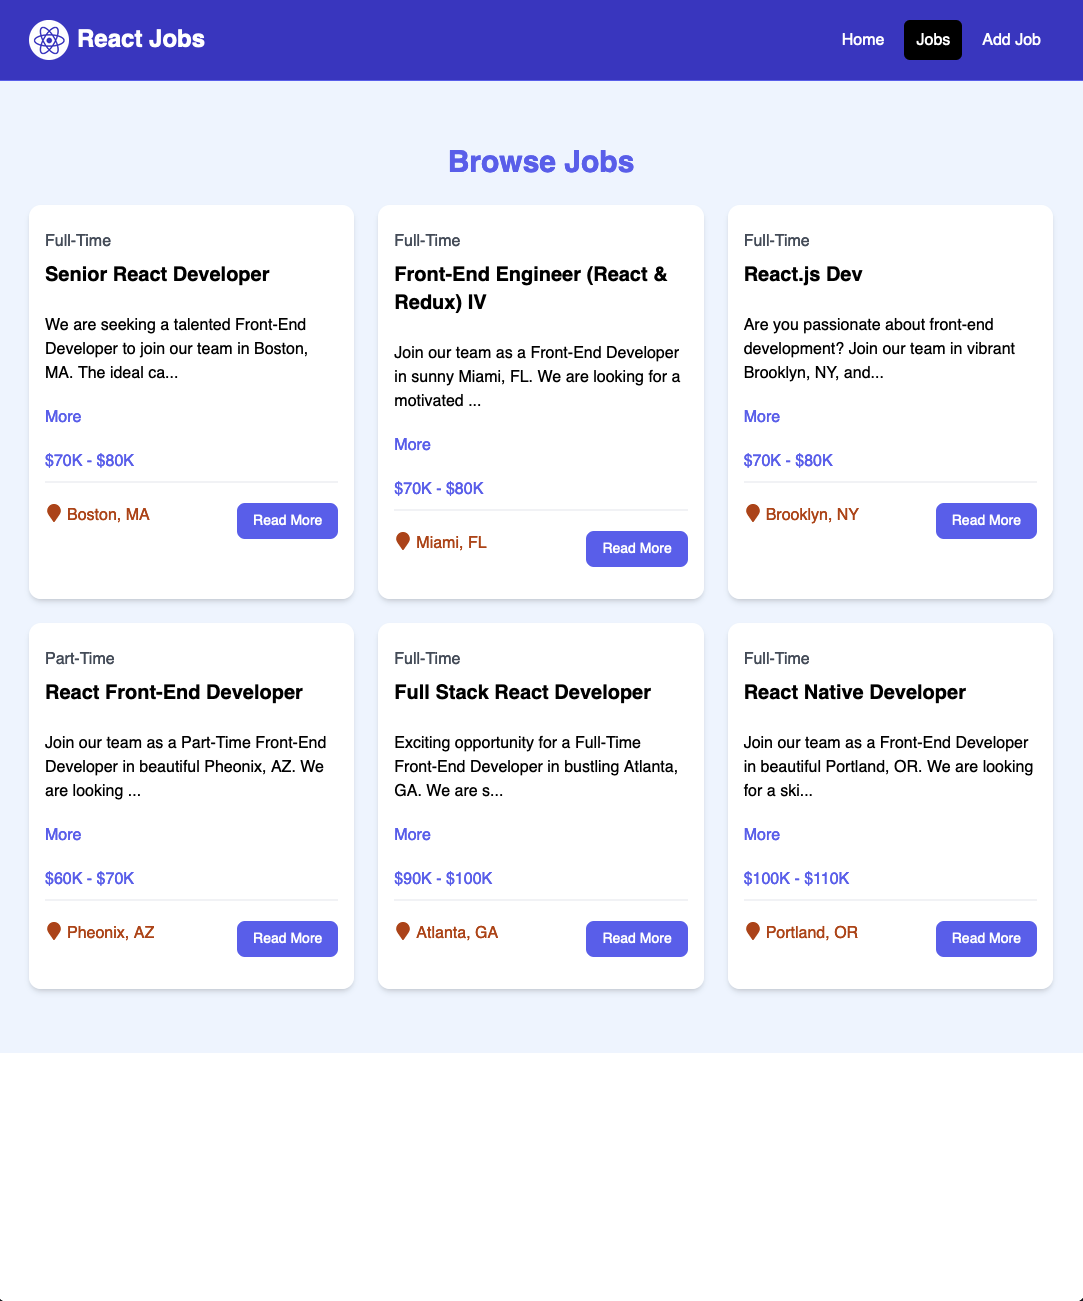 React Jobs
Home
Jobs
Add Job
Browse Jobs
Full-Time
Senior React Developer
We are seeking a talented Front-End
Developer to join our team in Boston,
MA. The ideal ca...
More
$70K - $80K
Boston, MA
Read More
Full-Time
Front-End Engineer (React &
Redux) IV
Join our team as a Front-End Developer
in sunny Miami, FL. We are looking for a
motivated ...
More
$70K - $80K
Miami, FL
Read More
Full-Time
React.js Dev
Are you passionate about front-end
development? Join our team in vibrant
Brooklyn, NY, and...
More
$70K - $80K
Brooklyn, NY
Read More
Part-Time
React Front-End Developer
Join our team as a Part-Time Front-End
Developer in beautiful Pheonix, AZ. We
are looking ...
More
$60K - $70K
Pheonix, AZ
Read More
Full-Time
Full Stack React Developer
Exciting opportunity for a Full-Time
Front-End Developer in bustling Atlanta,
GA. We are s...
More
$90K - $100K
Atlanta, GA
Read More
Full-Time
React Native Developer
Join our team as a Front-End Developer
in beautiful Portland, OR. We are looking
for a ski...
More
$100K - $110K
Portland, OR
Read More